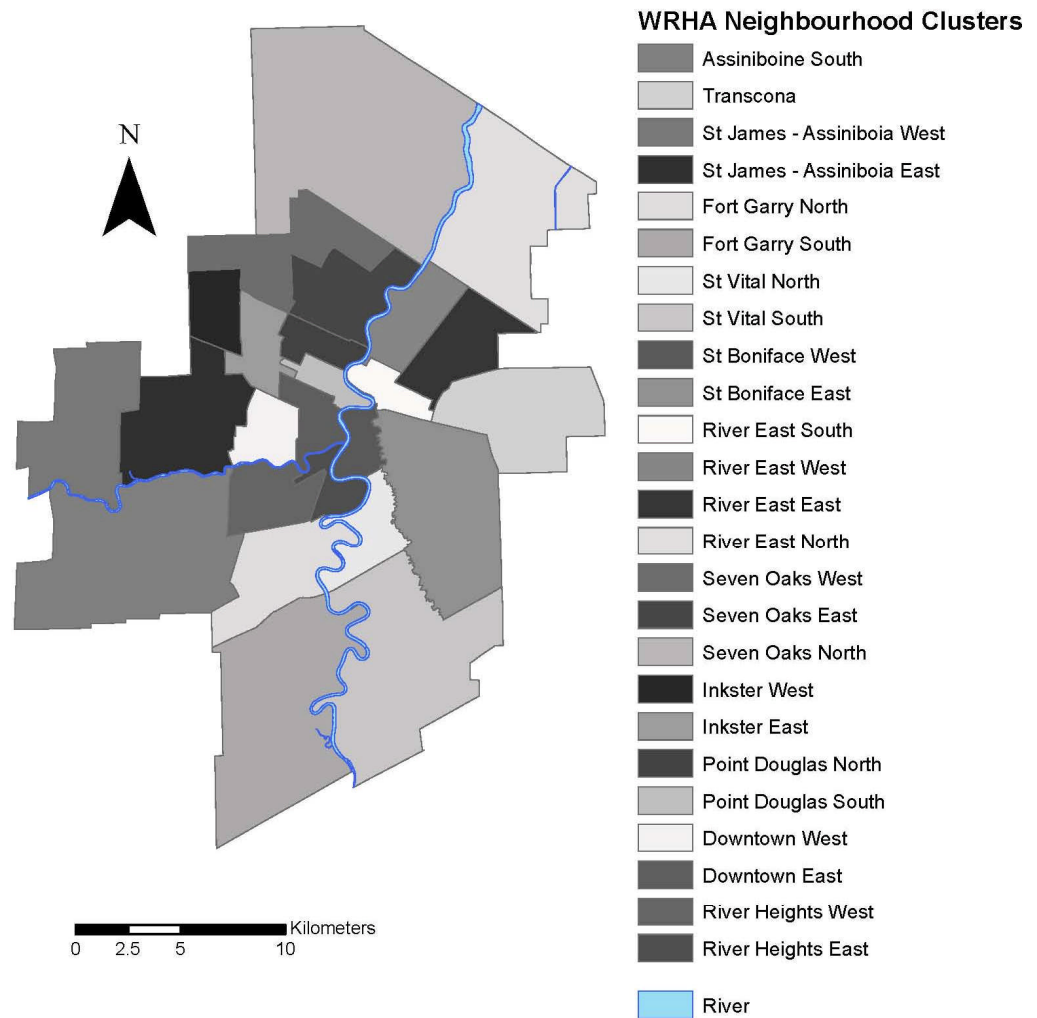 WRHA Neighbourhood Clusters
Assiniboine South
Transcona
St James - Assiniboia West
St James - Assiniboia East
Fort Garry North
Fort Garry South
St Vital North
St Vital South
St Boniface West
St Boniface East
River East South
River East West
River East East
River East North
Seven Oaks West
Seven Oaks East
Seven Oaks North
Inkster West
Inkster East
Point Douglas North
Point Douglas South
Downtown West
Downtown East
River Heights West
River Heights East
River
N
Kilometers
0 2.5 5 10